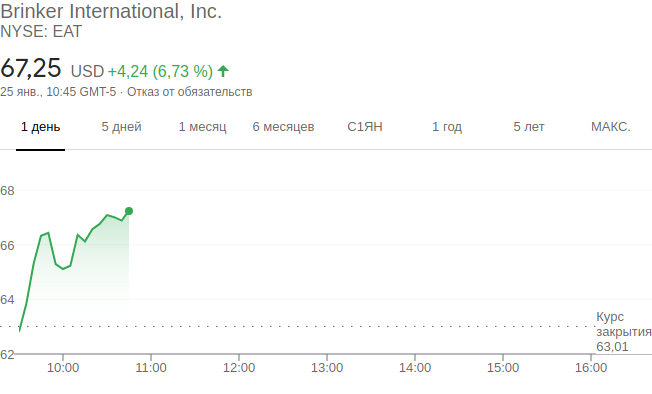 Brinker International, Inc.
NYSE: EAT
67,25 USD +4,24 (6,73 %)
25 янв., 10:45 GMT-5 · Отказ от обязательств
1 день 5 дней 1 месяц 6 месяцев С1ЯН 1 год 5 лет МАКС.
68
66
64
Курс
закрытия
63,01
62
10:00 11:00 12:00 13:00 14:00 15:00 16:00